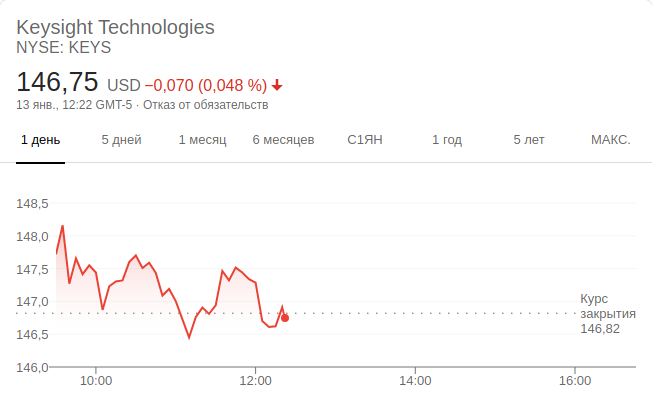 Keysight Technologies
NYSE: KEYS
146,75 USD −0,070 (0,048 %)
13 янв., 12:22 GMT-5 · Отказ от обязательств
1 день 5 дней 1 месяц 6 месяцев С1ЯН 1 год 5 лет МАКС.
148,5
148,0
147,5
147,0
146,5
146,0
Курс
закрытия
146,82
10:00 12:00 14:00 16:00